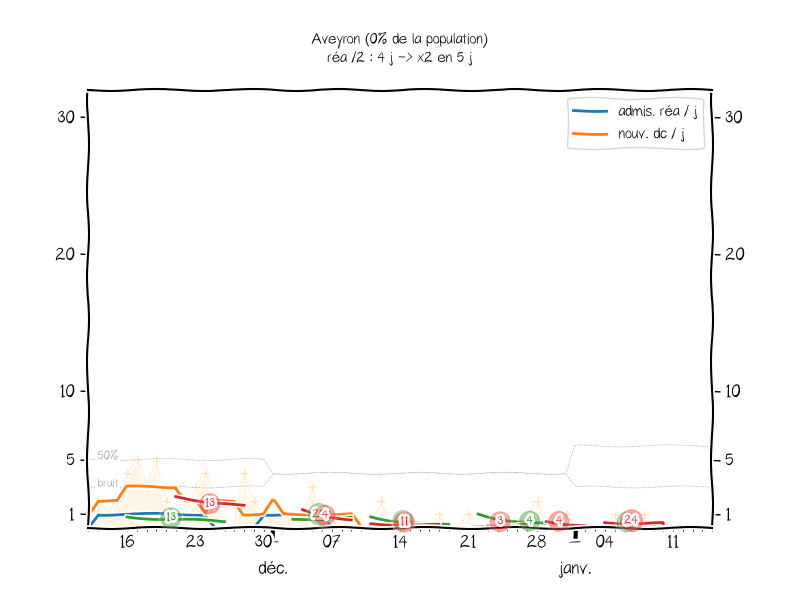 Aveyron (0% de la population)
réa /2 : 4 j -> x2 en 5 j
admis. réa / j
nouv. dc / j
30 30
20 20
10 10
50%
5 5
bruit
1 1
13 13 4 11 3 4 4 24
16 23 30 07 14 21 28 04 11
déc. janv.